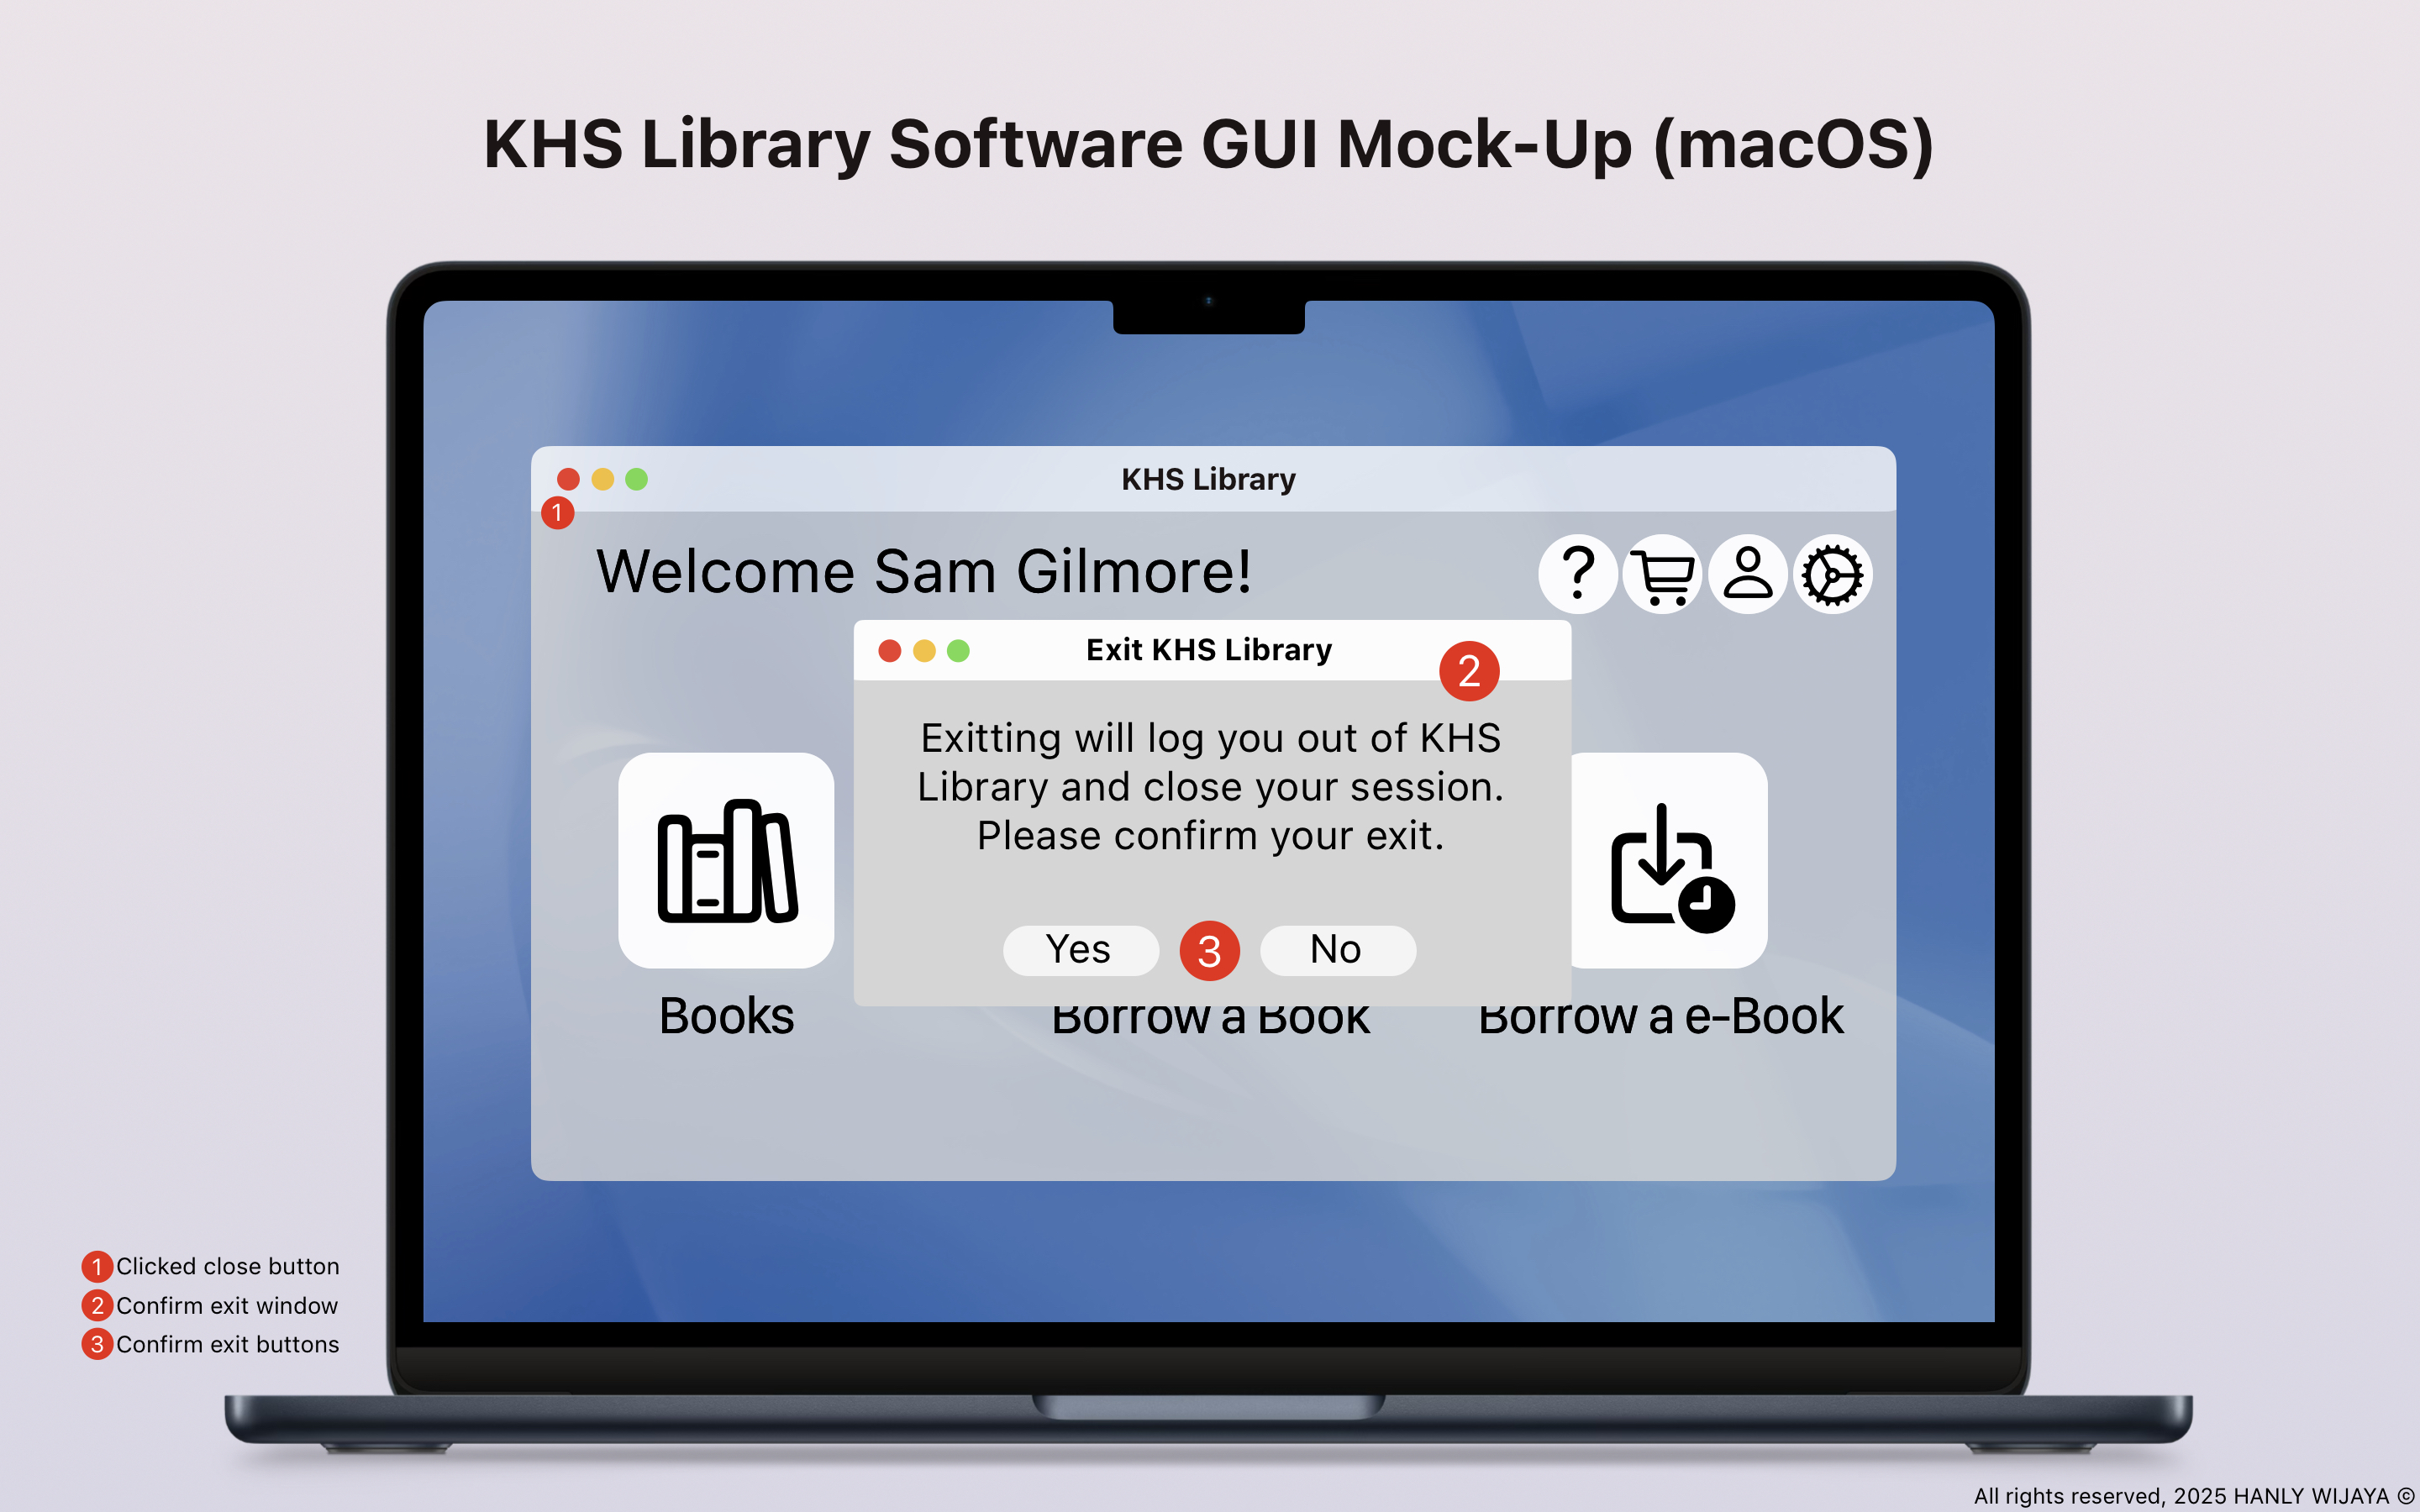 KHS Library Software GUI Mock-Up (macOS)
KHS Library
1
Welcome Sam Gilmore!
?
Exit KHS Library
2
Exitting will log you out of KHS
Library and close your session.
Please confirm your exit.
Yes
3
No
Books
Borrow a Book
Borrow a e-Book
1 Clicked close button
2 Confirm exit window
3 Confirm exit buttons
All rights reserved, 2025 HANLY WIJAYA ©